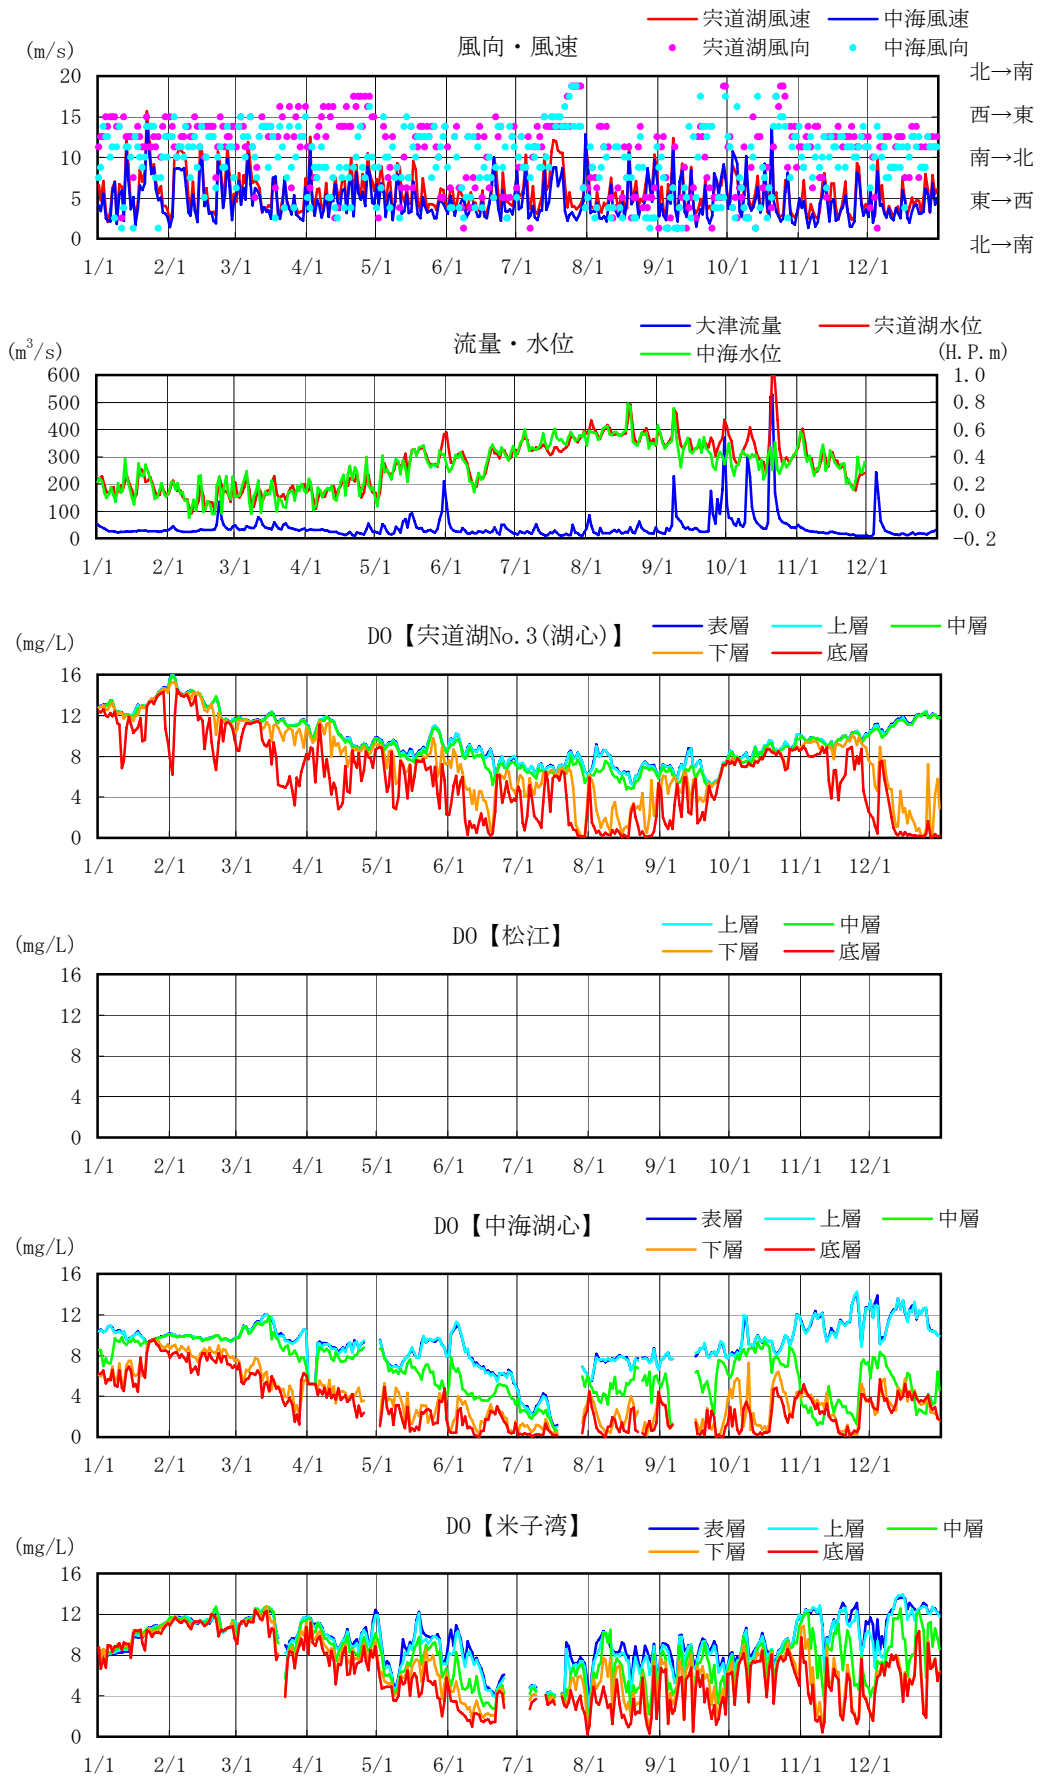 宍道湖風速 中海風速
(m/s) 風向・風速 宍道湖風向 中海風向
20 北→南
15 西→東
10 南→北
5 東→西
0 北→南
1/1 2/1 3/1 4/1 5/1 6/1 7/1 8/1 9/1 10/1 11/1 12/1
大津流量 宍道湖水位
(m³/s) 流量・水位 中海水位 (H.P.m)
600 1.0
500 0.8
400 0.6
300 0.4
200 0.2
100 0.0
0 -0.2
1/1 2/1 3/1 4/1 5/1 6/1 7/1 8/1 9/1 10/1 11/1 12/1
(mg/L) DO【宍道湖No.3(湖心)】 表層 上層 中層
下層 底層
16
12
8
4
0
1/1 2/1 3/1 4/1 5/1 6/1 7/1 8/1 9/1 10/1 11/1 12/1
(mg/L) DO【松江】 上層 中層
下層 底層
16
12
8
4
0
1/1 2/1 3/1 4/1 5/1 6/1 7/1 8/1 9/1 10/1 11/1 12/1
(mg/L) DO【中海湖心】 表層 上層 中層
下層 底層
16
12
8
4
0
1/1 2/1 3/1 4/1 5/1 6/1 7/1 8/1 9/1 10/1 11/1 12/1
(mg/L) DO【米子湾】 表層 上層 中層
下層 底層
16
12
8
4
0
1/1 2/1 3/1 4/1 5/1 6/1 7/1 8/1 9/1 10/1 11/1 12/1